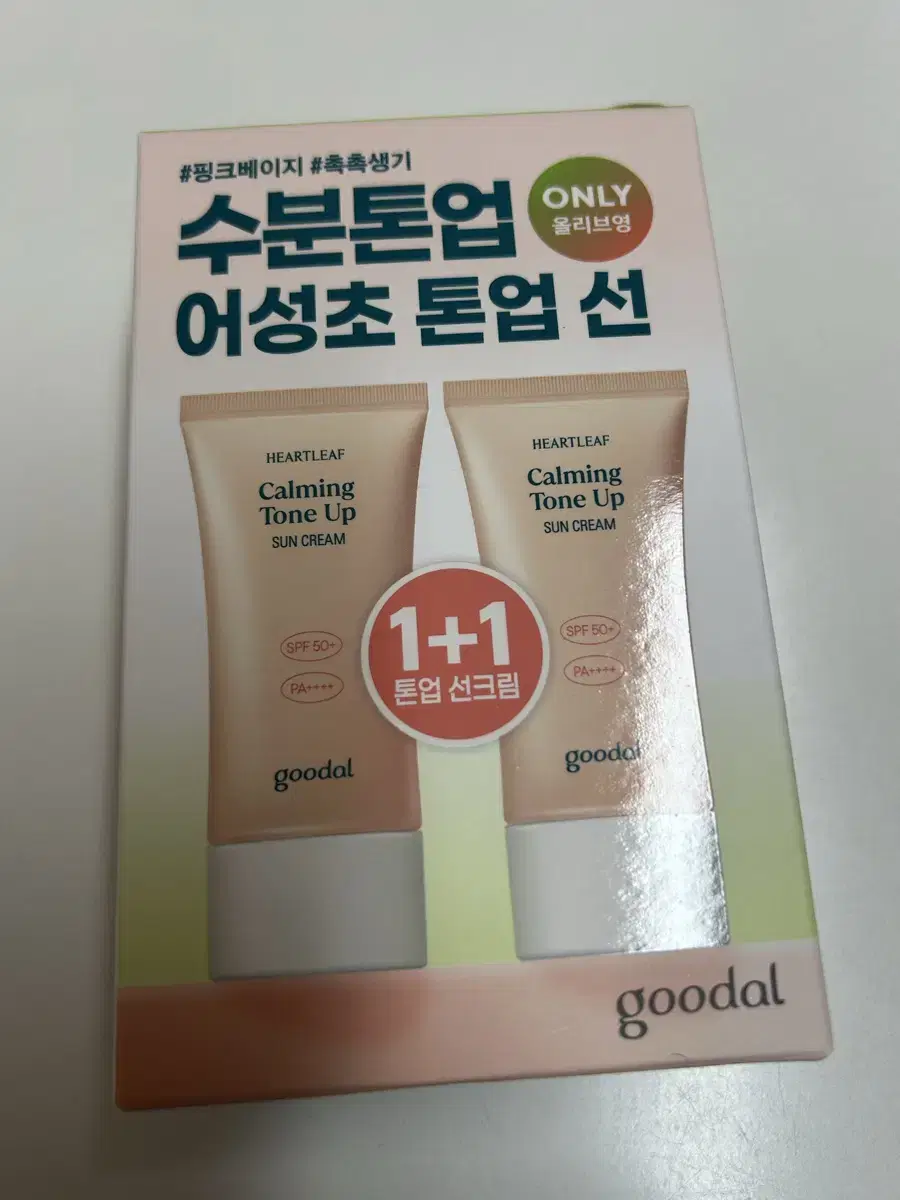 #핑크베이지 #촉촉생기
수분톤업
어성초 톤업 선
ONLY
올리브영
HEARTLEAF
Calming
Tone Up
SUN CREAM
SPF 50+
PA++++
goodal
HEARTLEAF
Calming
Tone Up
SUN CREAM
SPF 50+
PA++++
goodal
1+1
톤업 선크림
goodal